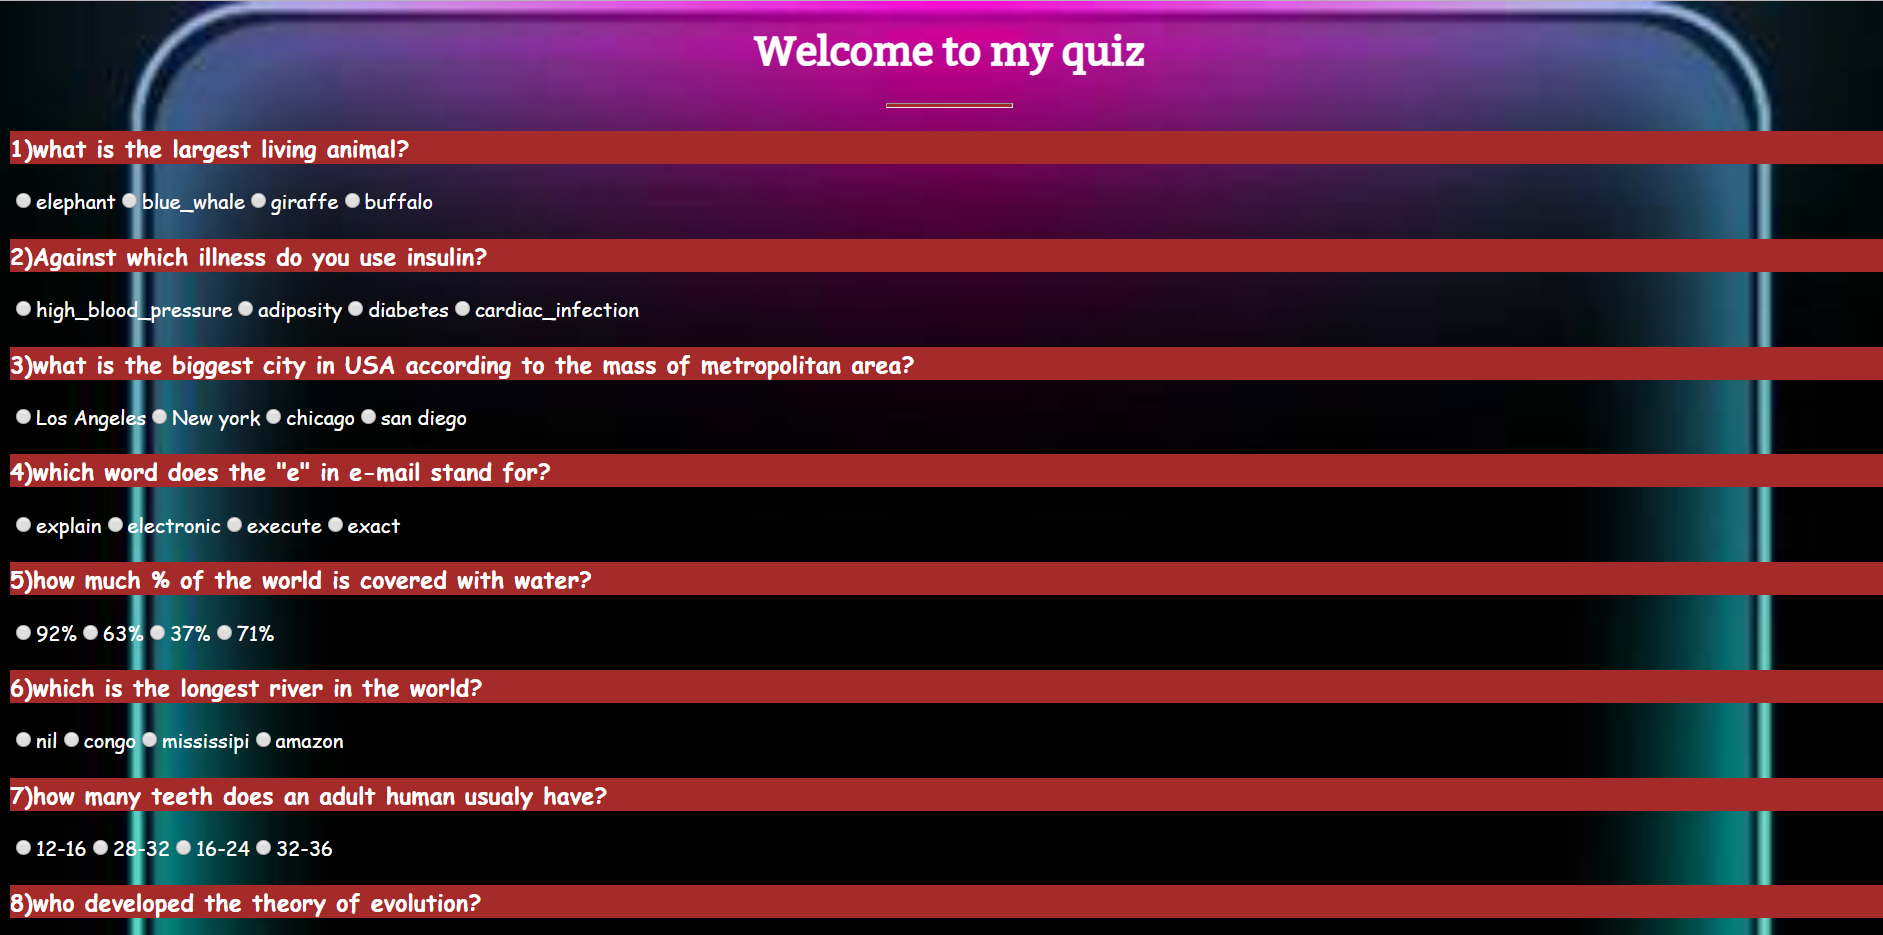 Welcome to my quiz
1)what is the largest living animal?
elephant blue_whale giraffe buffalo
2)Against which illness do you use insulin?
high_blood_pressure adiposity diabetes cardiac_infection
3)what is the biggest city in USA according to the mass of metropolitan area?
Los Angeles New york chicago san diego
4)which word does the "e" in e-mail stand for?
explain electronic execute exact
5)how much % of the world is covered with water?
92% 63% 37% 71%
6)which is the longest river in the world?
nil congo mississipi amazon
7)how many teeth does an adult human usualy have?
12-16 28-32 16-24 32-36
8)who developed the theory of evolution?